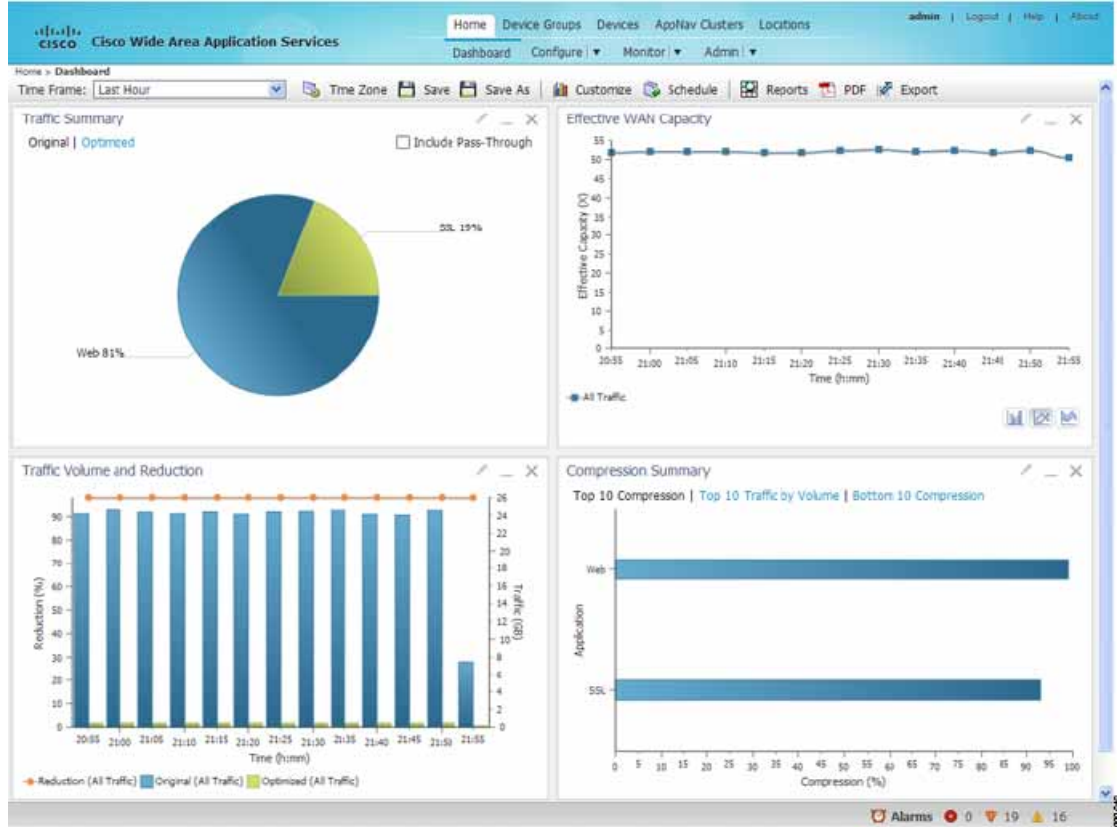 cisco Cisco Wide Area Application Services
Home Device Groups Devices AppNav Clusters Locations
admin | Logout | Help | About
Dashboard Configure | Monitor | Admin |
Home > Dashboard
Time Frame: Last Hour Time Zone Save Save As | Customize Schedule | Reports PDF Export
Traffic Summary
Original | Optimized
Include Pass-Through
SSL 19%
Web 81%
Effective WAN Capacity
Effective Capacity (X)
55
50
45
40
35
30
25
20
15
10
5
0
20:55 21:00 21:05 21:10 21:15 21:20 21:25 21:30 21:35 21:40 21:45 21:50 21:55
Time (h:mm)
All Traffic
Traffic Volume and Reduction
Reduction (%)
90
80
70
60
50
40
30
20
10
0
26
24
22
20
18
16
14
12
10
8
6
4
2
0
Traffic (GB)
20:55 21:00 21:05 21:10 21:15 21:20 21:25 21:30 21:35 21:40 21:45 21:50 21:55
Time (h:mm)
Reduction (All Traffic) Original (All Traffic) Optimized (All Traffic)
Compression Summary
Top 10 Compression | Top 10 Traffic by Volume | Bottom 10 Compression
Application
Web
SSL
0 5 10 15 20 25 30 35 40 45 50 55 60 65 70 75 80 85 90 95 100
Compression (%)
Alarms 0 19 16